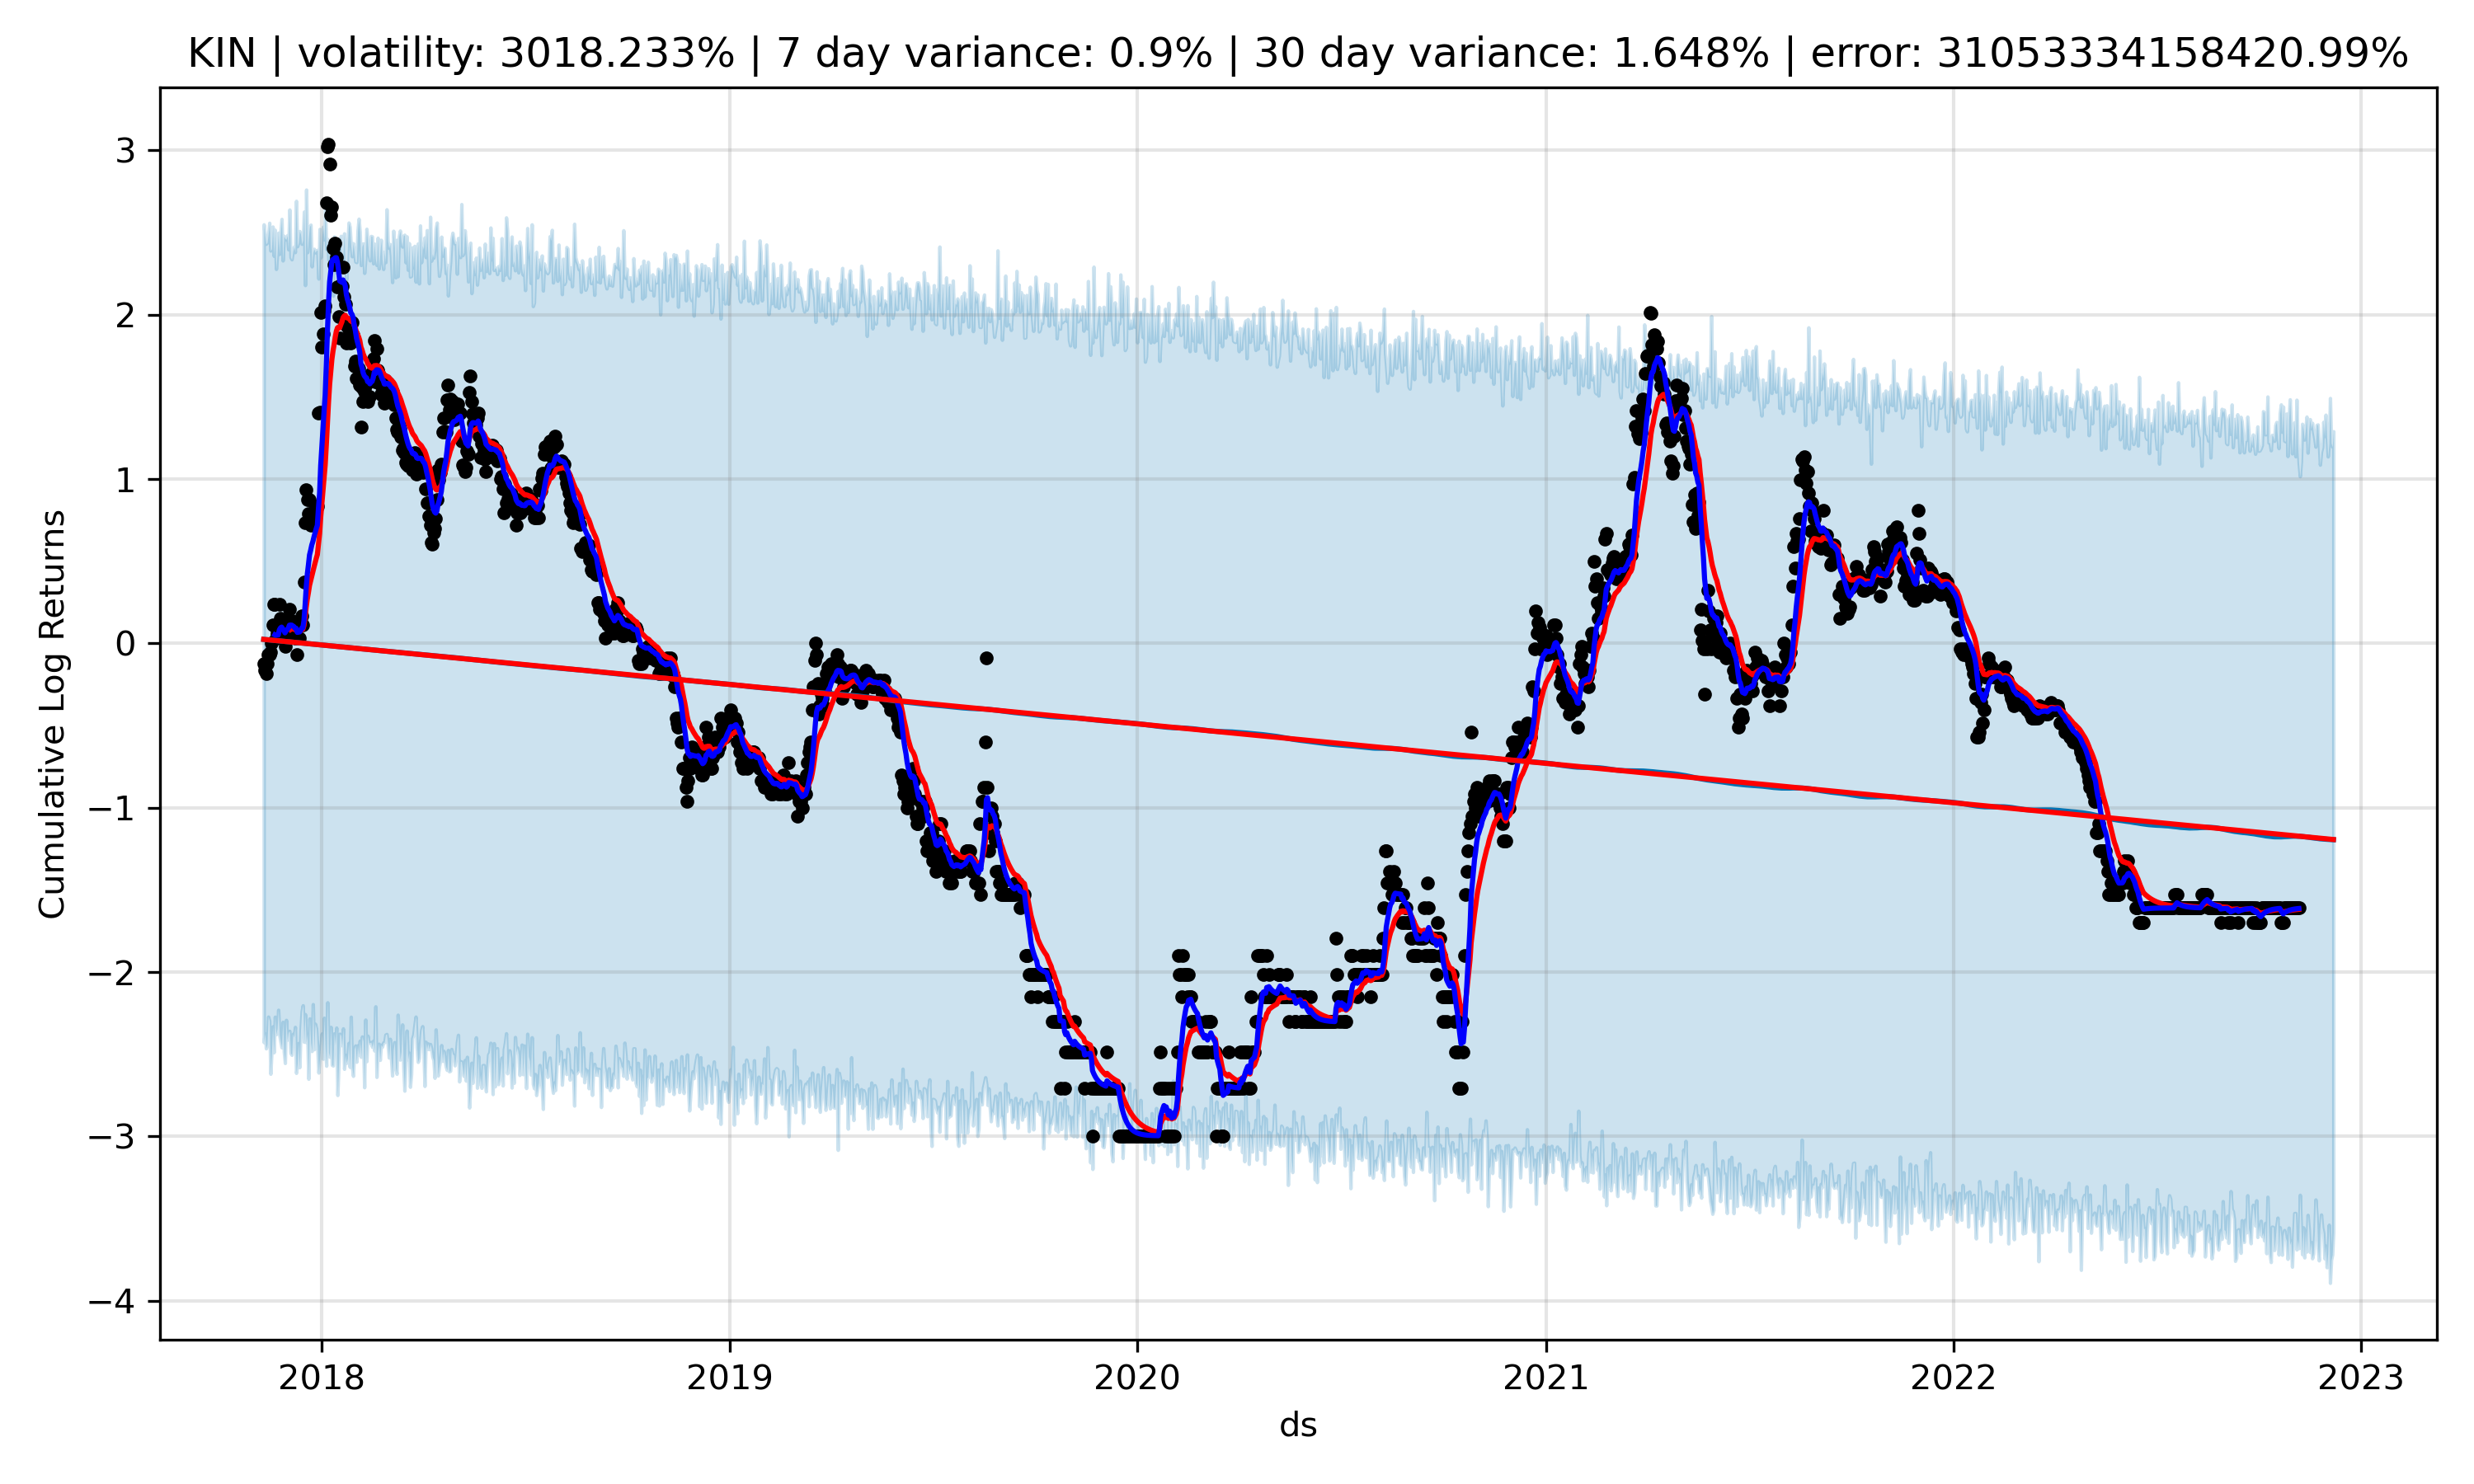 KIN | volatility: 3018.233% | 7 day variance: 0.9% | 30 day variance: 1.648% | error: 31053334158420.99%
Cumulative Log Returns
3
2
1
0
−1
−2
−3
−4
2018 2019 2020 2021 2022 2023
ds